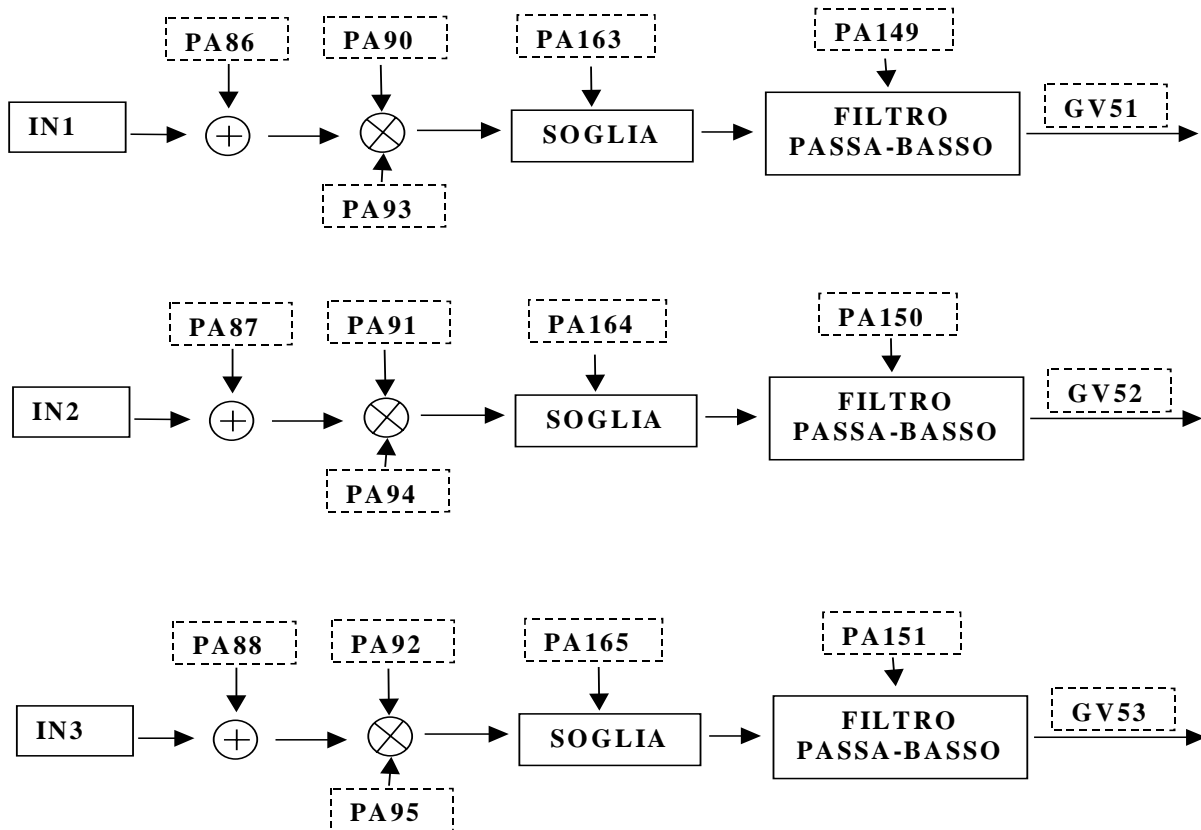 PA86
PA90
PA163
PA149
IN1
SOGLIA
FILTRO
PASSA-BASSO
GV51
PA93
PA87
PA91
PA164
PA150
IN2
SOGLIA
FILTRO
PASSA-BASSO
GV52
PA94
PA88
PA92
PA165
PA151
IN3
SOGLIA
FILTRO
PASSA-BASSO
GV53
PA95